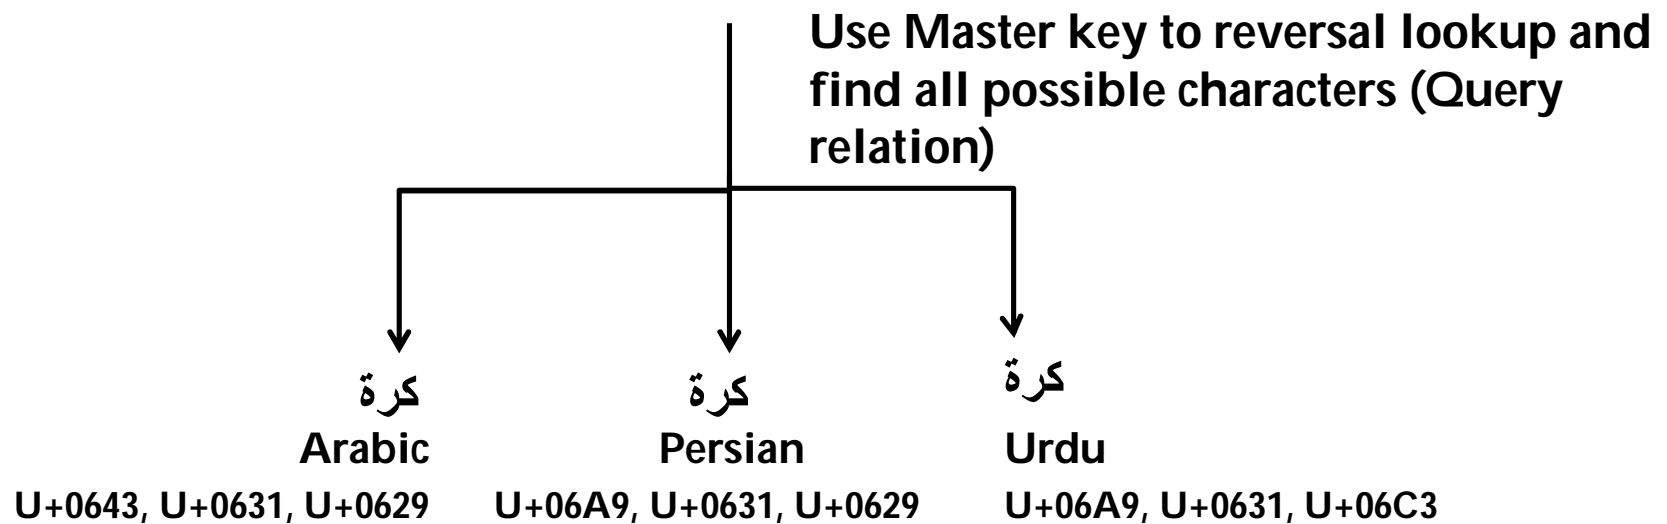 Use Master key to reversal lookup and
find all possible characters (Query
relation)
كرة
كرة
كرة
Arabic
Persian
Urdu
U+0643, U+0631, U+0629
U+06A9, U+0631, U+0629
U+06A9, U+0631, U+06C3